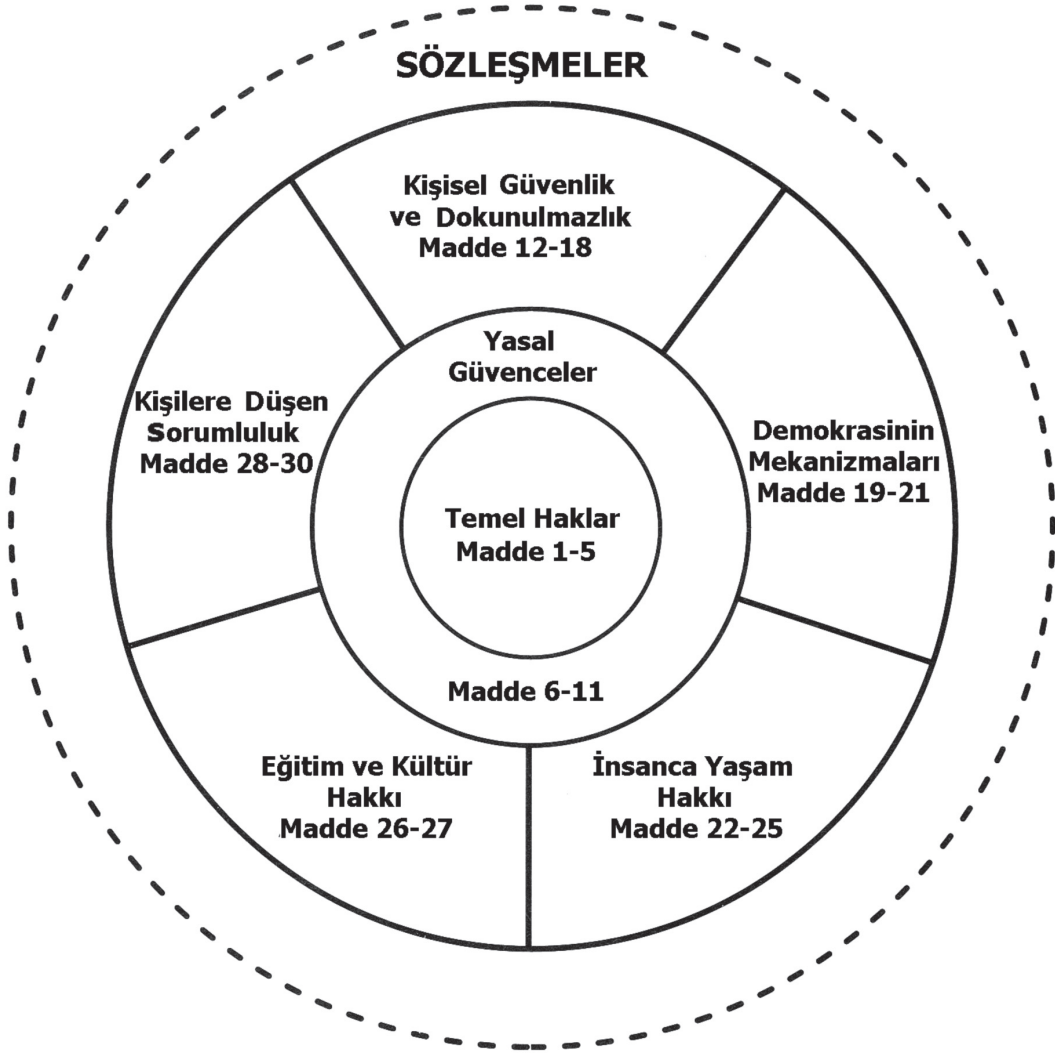 SÖZLEŞMELER
Kişisel Güvenlik
ve Dokunulmazlık
Madde 12-18
Yasal
Güvenceler
Kişilere Düşen
Sorumluluk
Madde 28-30
Demokrasinin
Mekanizmaları
Madde 19-21
Temel Haklar
Madde 1-5
Madde 6-11
Eğitim ve Kültür
Hakkı
Madde 26-27
İnsanca Yaşam
Hakkı
Madde 22-25